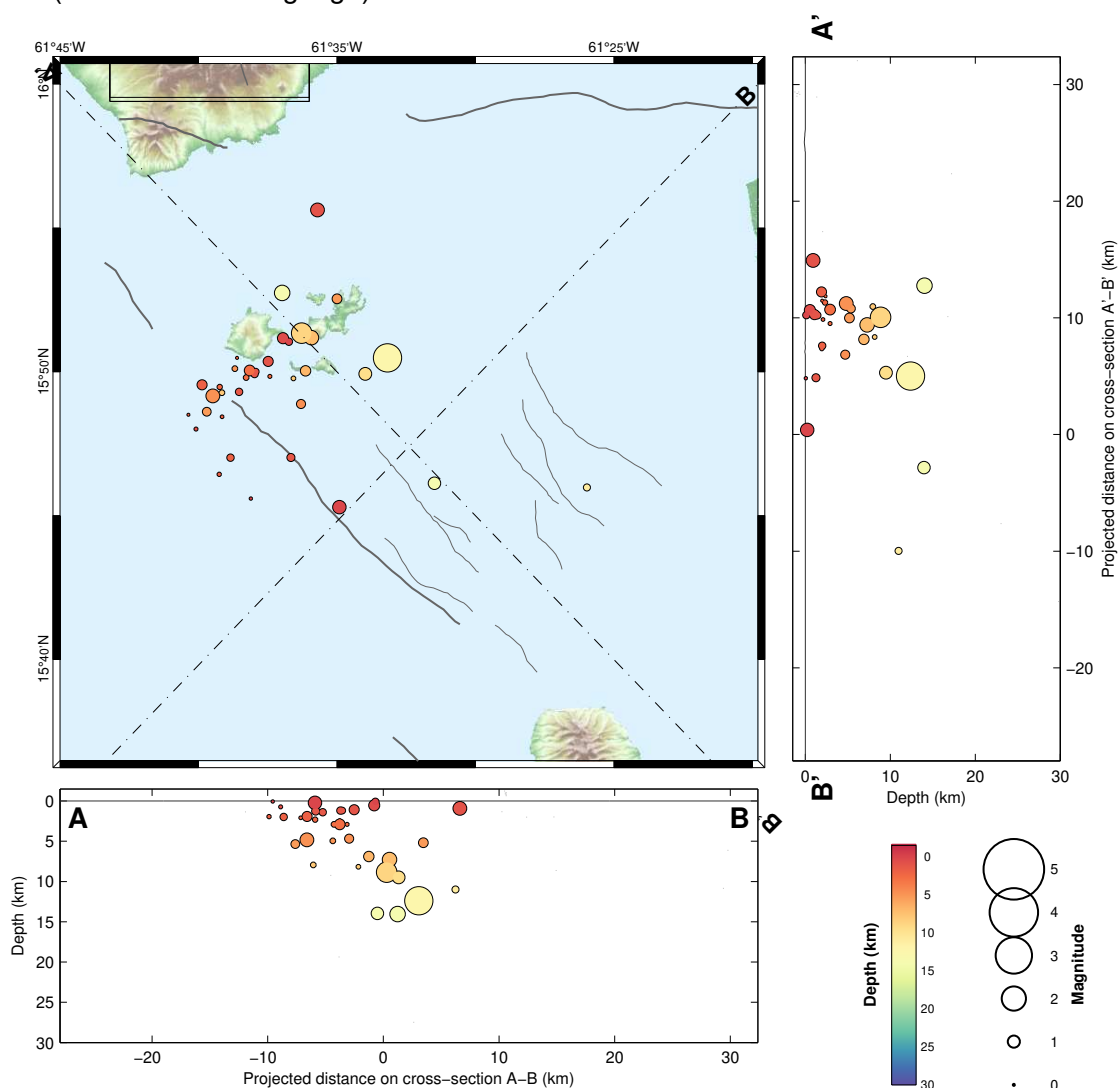 61°45'W 61°35'W 61°25'W
B
15°50'N
15°40'N
A'
30
20
10
0
−10
−20
Projected distance on cross−section A'−B' (km)
0 10 20 30
Depth (km)
B'
A B
B
0
5
10
15
20
25
30
Depth (km)
−20 −10 0 10 20 30
Projected distance on cross−section A−B (km)
0
5
10
15
20
25
30
Depth (km)
5
4
3
2
1
0
Magnitude